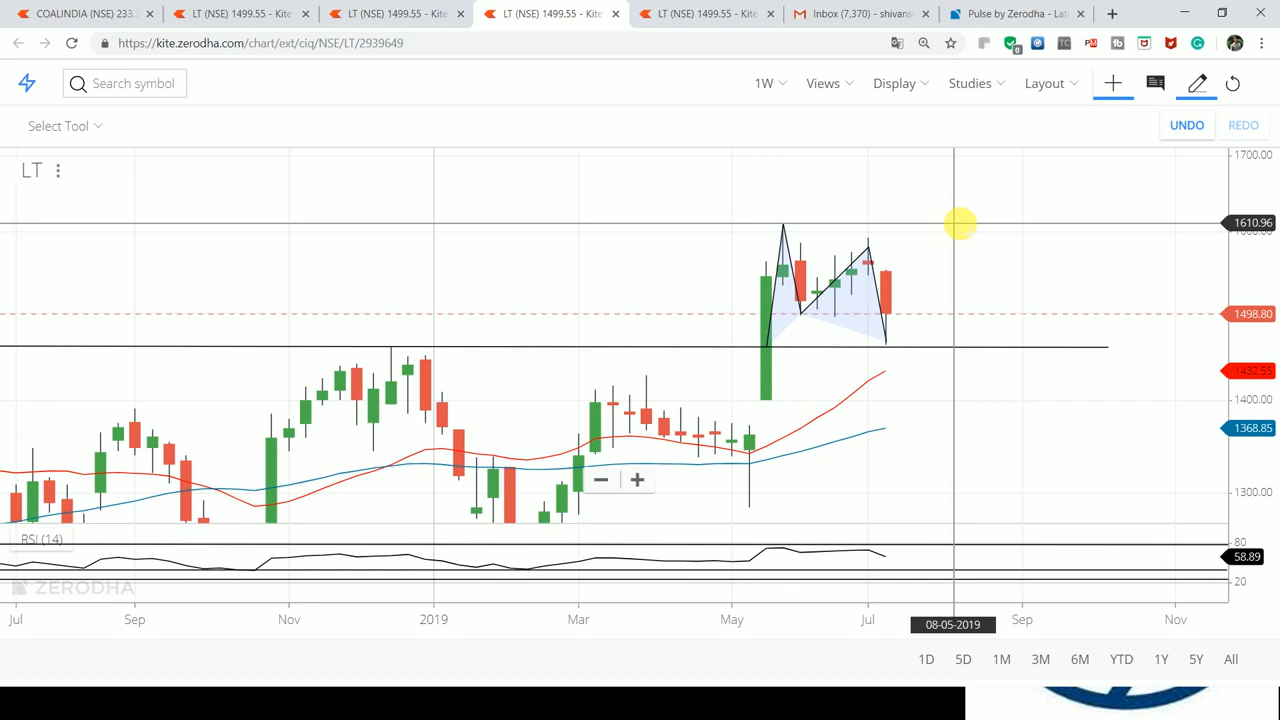 COALINDIA (NSE) 233.
LT (NSE) 1499.55 - Kite
LT (NSE) 1499.55 - Kite
LT (NSE) 1499.55 - Kite
LT (NSE) 1499.55 - Kite
Inbox (7,370) - shivans
Pulse by Zerodha - Lat
https://kite.zerodha.com/chart/ext/ciq/NSE/LT/2939649
Search symbol
1W
Views
Display
Studies
Layout
Select Tool
UNDO
REDO
LT
1700.00
1610.96
1600.00
1498.80
1432.55
1400.00
1368.85
1300.00
RSI (14)
80
58.89
20
ZERODHA
Jul
Sep
Nov
2019
Mar
May
Jul
08-05-2019
Sep
Nov
1D
5D
1M
3M
6M
YTD
1Y
5Y
All